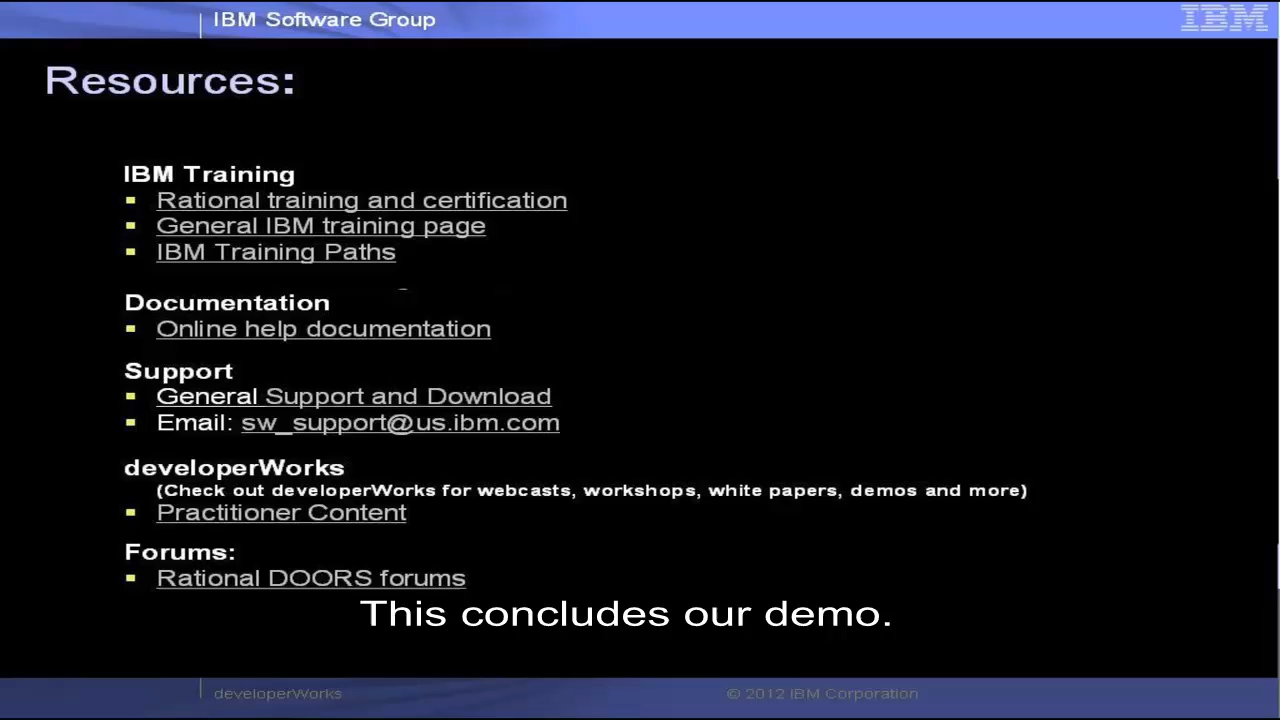 IBM Software Group
IBM
Resources:
IBM Training
Rational training and certification
General IBM training page
IBM Training Paths
Documentation
Online help documentation
Support
General Support and Download
Email: sw_support@us.ibm.com
developerWorks
(Check out developerWorks for webcasts, workshops, white papers, demos and more)
Practitioner Content
Forums:
Rational DOORS forums
This concludes our demo.
developerWorks
© 2012 IBM Corporation